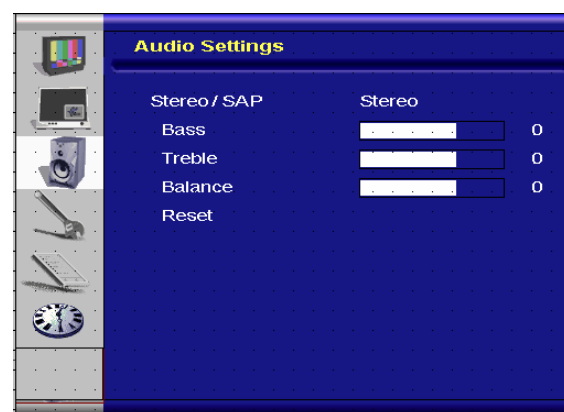 Audio Settings
Stereo / SAP Stereo
Bass 0
Treble 0
Balance 0
Reset